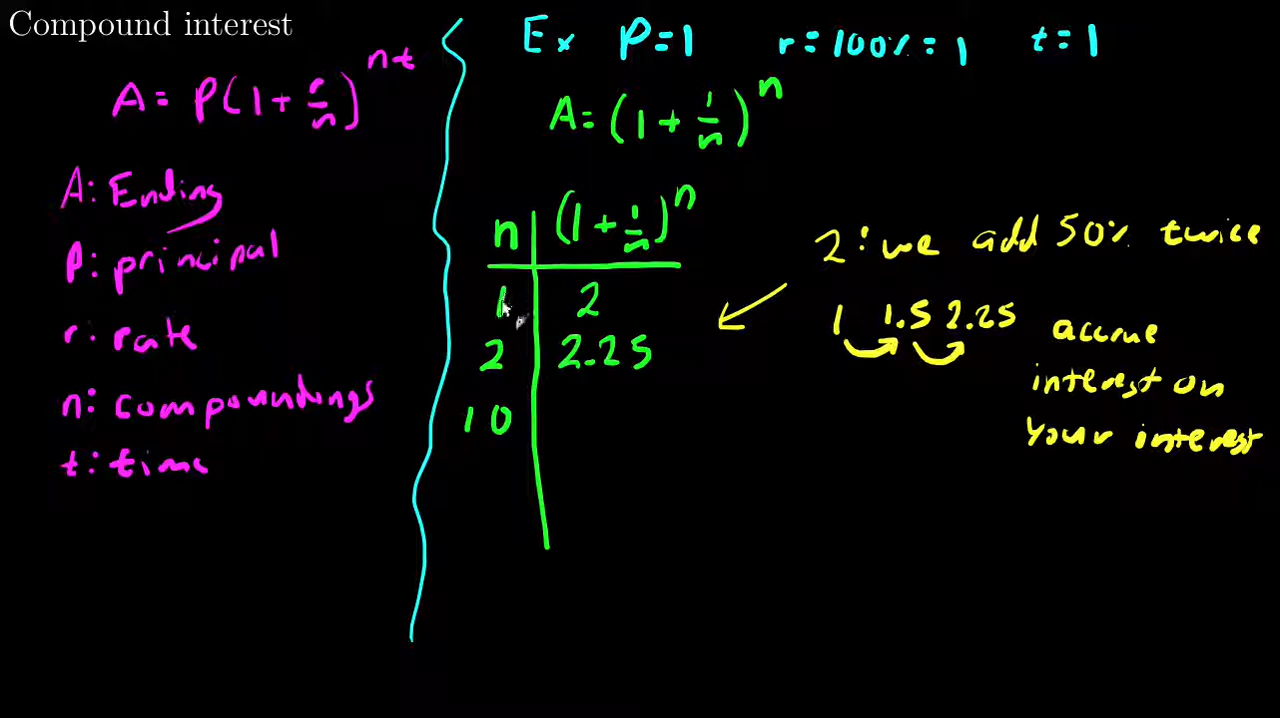 Compound interest
A = P(1 + r/n)^nt
A: Ending
P: principal
r: rate
n: compoundings
t: time
Ex P=1 r=100%=1 t=1
A=(1 + 1/n)^n
n (1 + 1/n)^n
1 2
2 2.25
10
2: we add 50% twice
1 1.5 2.25
accrue
interest on
your interest